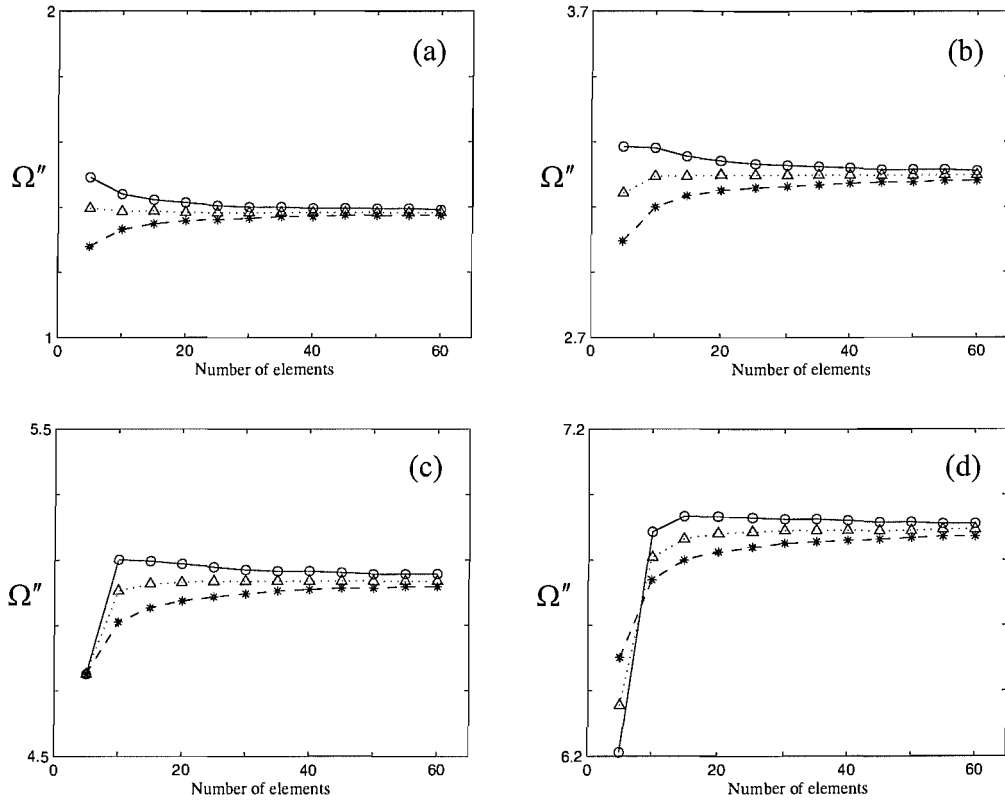 2
(a)
Ω″
1
0
20
40
60
Number of elements
3.7
(b)
Ω″
2.7
0
20
40
60
Number of elements
5.5
(c)
Ω″
4.5
0
20
40
60
Number of elements
7.2
(d)
Ω″
6.2
0
20
40
60
Number of elements